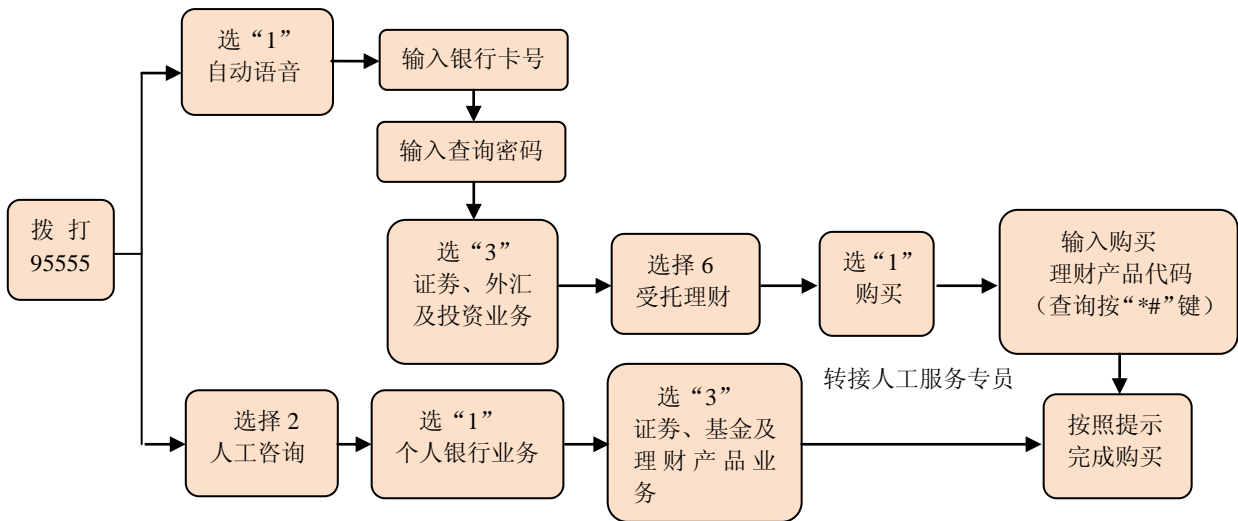 拨 打
95555
选“1”
自动语音
输入银行卡号
输入查询密码
选“3”
证券、外汇
及投资业务
选择 6
受托理财
选“1”
购买
输入购买
理财产品代码
（查询按“*#”键）
选择 2
人工咨询
选“1”
个人银行业务
选“3”
证券、基金及
理财产品业
务
转接人工服务专员
按照提示
完成购买